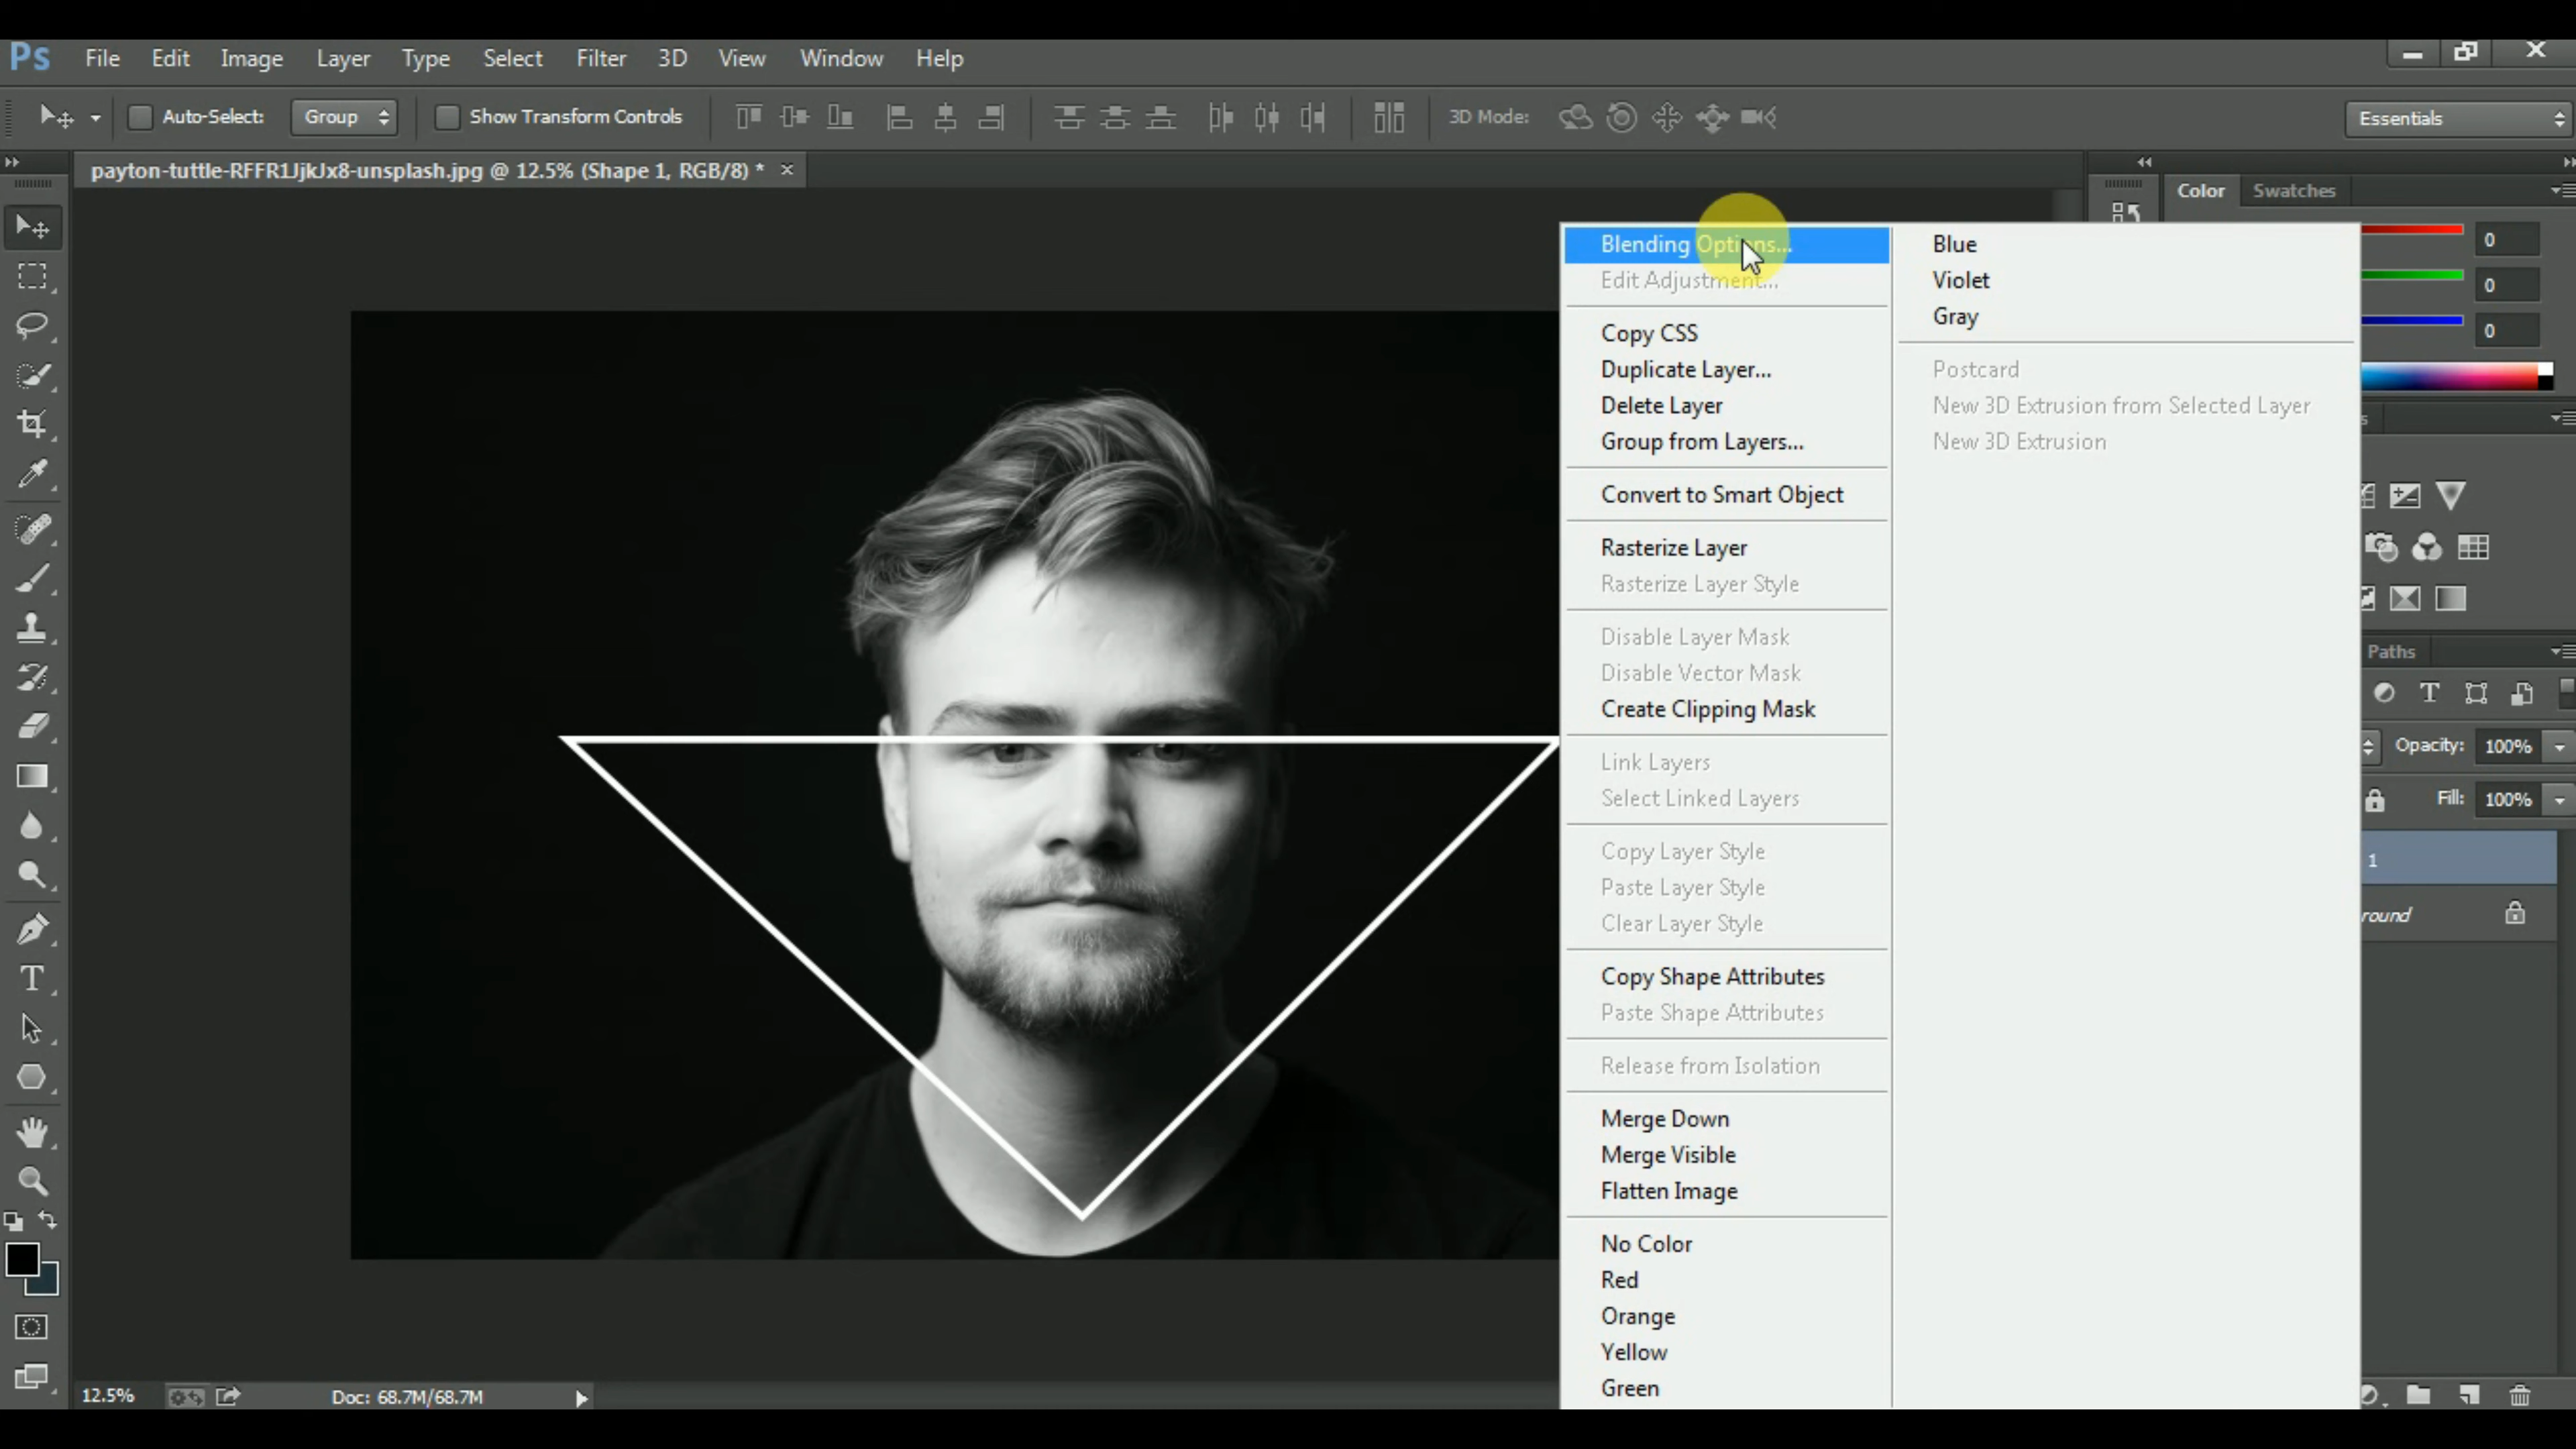 Ps File Edit Image Layer Type Select Filter 3D View Window Help
Auto-Select: Group Show Transform Controls 3D Mode: Essentials
payton-tuttle-RFFR1JjkJx8-unsplash.jpg @ 12.5% (Shape 1, RGB/8) * ×
Color Swatches
0
0
0
Blending Options...
Edit Adjustment...
Copy CSS
Duplicate Layer...
Delete Layer
Group from Layers...
Convert to Smart Object
Rasterize Layer
Rasterize Layer Style
Disable Layer Mask
Disable Vector Mask
Create Clipping Mask
Link Layers
Select Linked Layers
Copy Layer Style
Paste Layer Style
Clear Layer Style
Copy Shape Attributes
Paste Shape Attributes
Release from Isolation
Merge Down
Merge Visible
Flatten Image
No Color
Red
Orange
Yellow
Green
Blue
Violet
Gray
Postcard
New 3D Extrusion from Selected Layer
New 3D Extrusion
Paths
Opacity: 100%
Fill: 100%
1
round
12.5% Doc: 68.7M/68.7M